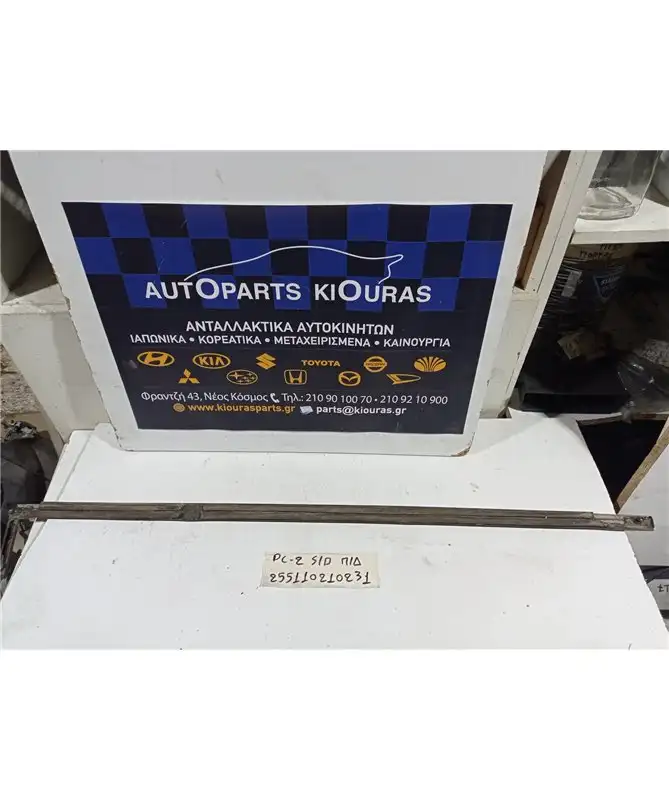 AUTOPARTS KIOURAS
ΑΝΤΑΛΛΑΚΤΙΚΑ ΑΥΤΟΚΙΝΗΤΩΝ
ΙΑΠΩΝΙΚΑ • ΚΟΡΕΑΤΙΚΑ • ΜΕΤΑΧΕΙΡΙΣΜΕΝΑ • ΚΑΙΝΟΥΡΓΙΑ
KIA TOYOTA
Φραντζή 43, Νέος Κόσμος Τηλ.: 210 90 100 70 • 210 92 10 900
www.kiourasparts.gr parts@kiouras.gr
PC-2 S/D Π/Δ
255110210231